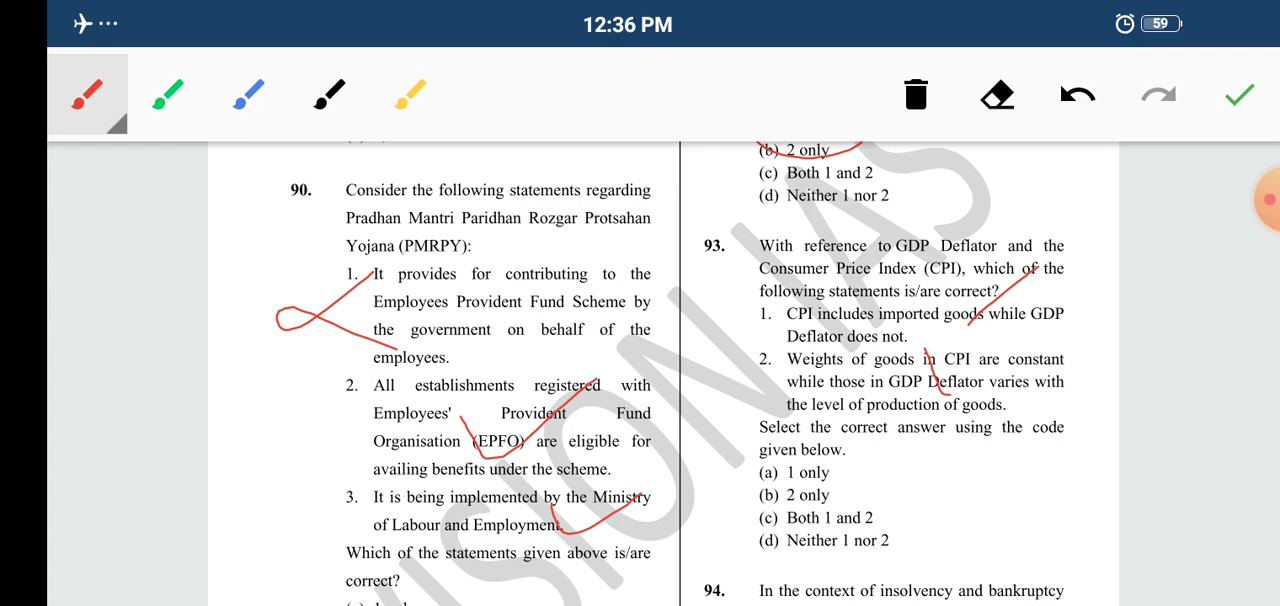 12:36 PM
59
90. Consider the following statements regarding
Pradhan Mantri Paridhan Rozgar Protsahan
Yojana (PMRPY):
1. It provides for contributing to the
Employees Provident Fund Scheme by
the government on behalf of the
employees.
2. All establishments registered with
Employees' Provident Fund
Organisation (EPFO) are eligible for
availing benefits under the scheme.
3. It is being implemented by the Ministry
of Labour and Employment.
Which of the statements given above is/are
correct?
(b) 2 only
(c) Both 1 and 2
(d) Neither 1 nor 2
93. With reference to GDP Deflator and the
Consumer Price Index (CPI), which of the
following statements is/are correct?
1. CPI includes imported goods while GDP
Deflator does not.
2. Weights of goods in CPI are constant
while those in GDP Deflator varies with
the level of production of goods.
Select the correct answer using the code
given below.
(a) 1 only
(b) 2 only
(c) Both 1 and 2
(d) Neither 1 nor 2
94. In the context of insolvency and bankruptcy
VISION IAS